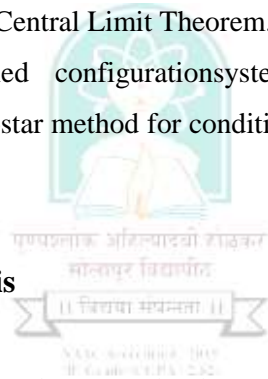 Central Limit Theorem.
ed configurationsyste
star method for conditi
पुण्यश्लोक अहिल्यादेवी होळकर
सोलापूर विद्यापीठ
is
।। विद्यया संपन्नता ।।